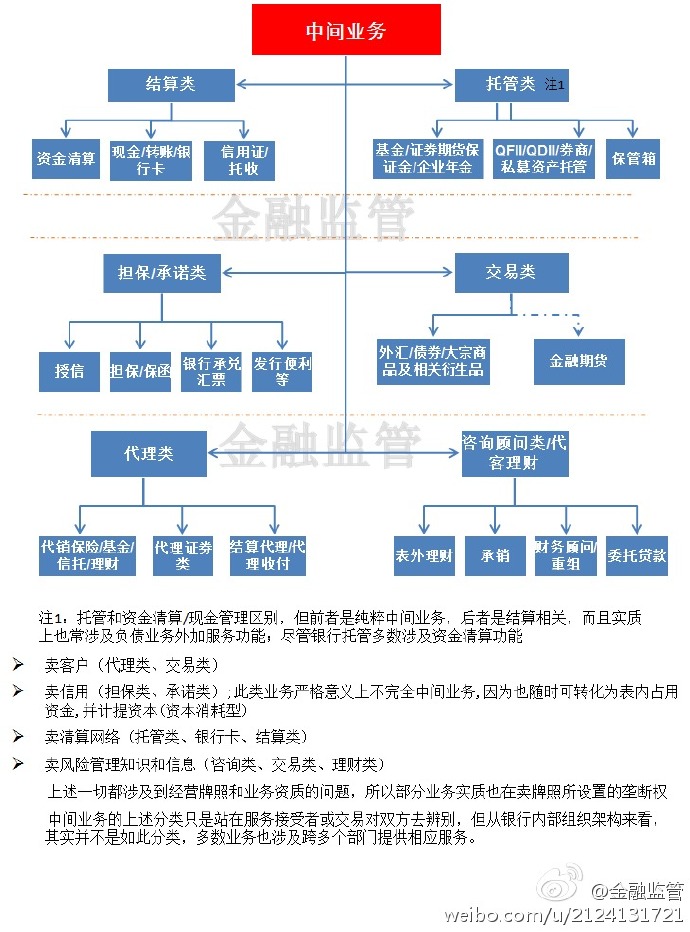 中间业务
结算类
托管类 注1
资金清算
现金/转账/银
行卡
信用证/
托收
基金/证券期货保
证金/企业年金
QFII/QDII/券商/
私募资产托管
保管箱
金融监管
担保/承诺类
交易类
授信
担保/保函
银行承兑
汇票
发行便利
等
外汇/债券/大宗商
品及相关衍生品
金融期货
金融监管
代理类
咨询顾问类/代
客理财
代销保险/基金/
信托/理财
代理证券
类
结算代理/代
理收付
表外理财
承销
财务顾问/
重组
委托贷款
注1：托管和资金清算/现金管理区别，但前者是纯粹中间业务，后者是结算相关，而且实质
上也常涉及负债业务外加服务功能；尽管银行托管多数涉及资金清算功能
➢ 卖客户（代理类、交易类）
➢ 卖信用（担保类、承诺类）;此类业务严格意义上不完全中间业务,因为也随时可转化为表内占用
资金,并计提资本(资本消耗型)
➢ 卖清算网络（托管类、银行卡、结算类）
➢ 卖风险管理知识和信息（咨询类、交易类、理财类）
上述一切都涉及到经营牌照和业务资质的问题，所以部分业务实质也在卖牌照所设置的垄断权
中间业务的上述分类只是站在服务接受者或交易对双方去辨别，但从银行内部组织架构来看，
其实并不是如此分类，多数业务也涉及跨多个部门提供相应服务。
@金融监管
weibo.com/u/2124131721